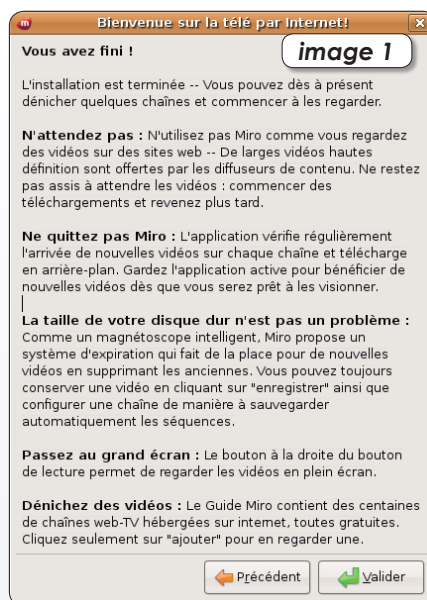 Bienvenue sur la télé par Internet!
Vous avez fini !
image 1
L'installation est terminée -- Vous pouvez dès à présent
dénicher quelques chaînes et commencer à les regarder.
N'attendez pas : N'utilisez pas Miro comme vous regardez
des vidéos sur des sites web -- De larges vidéos hautes
définition sont offertes par les diffuseurs de contenu. Ne restez
pas assis à attendre les vidéos : commencer des
téléchargements et revenez plus tard.
Ne quittez pas Miro : L'application vérifie régulièrement
l'arrivée de nouvelles vidéos sur chaque chaîne et télécharge
en arrière-plan. Gardez l'application active pour bénéficier de
nouvelles vidéos dès que vous serez prêt à les visionner.
La taille de votre disque dur n'est pas un problème :
Comme un magnétoscope intelligent, Miro propose un
système d'expiration qui fait de la place pour de nouvelles
vidéos en supprimant les anciennes. Vous pouvez toujours
conserver une vidéo en cliquant sur "enregistrer" ainsi que
configurer une chaîne de manière à sauvegarder
automatiquement les séquences.
Passez au grand écran : Le bouton à la droite du bouton
de lecture permet de regarder les vidéos en plein écran.
Dénichez des vidéos : Le Guide Miro contient des centaines
de chaînes web-TV hébergées sur internet, toutes gratuites.
Cliquez seulement sur "ajouter" pour en regarder une.
Précédent
Valider